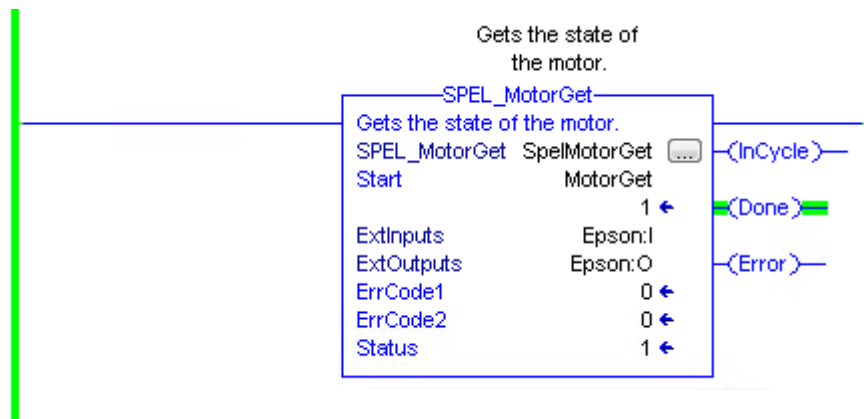 Gets the state of
the motor.
SPEL_MotorGet
Gets the state of the motor.
SPEL_MotorGet SpelMotorGet ... (InCycle)
Start MotorGet
1 (Done)
ExtInputs Epson:I
ExtOutputs Epson:O (Error)
ErrCode1 0
ErrCode2 0
Status 1